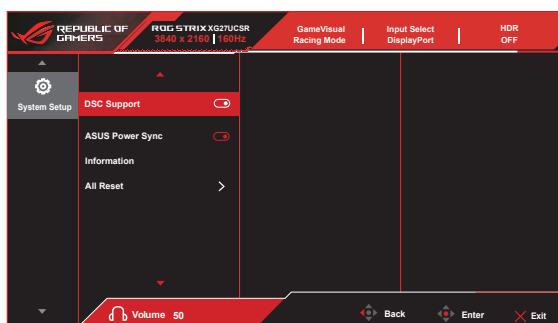 REPUBLIC OF
GAMERS
ROG STRIX XG27UCSR
3840 x 2160 160Hz
GameVisual
Racing Mode
Input Select
DisplayPort
HDR
OFF
System Setup
DSC Support
ASUS Power Sync
Information
All Reset
Volume 50
Back
Enter
Exit